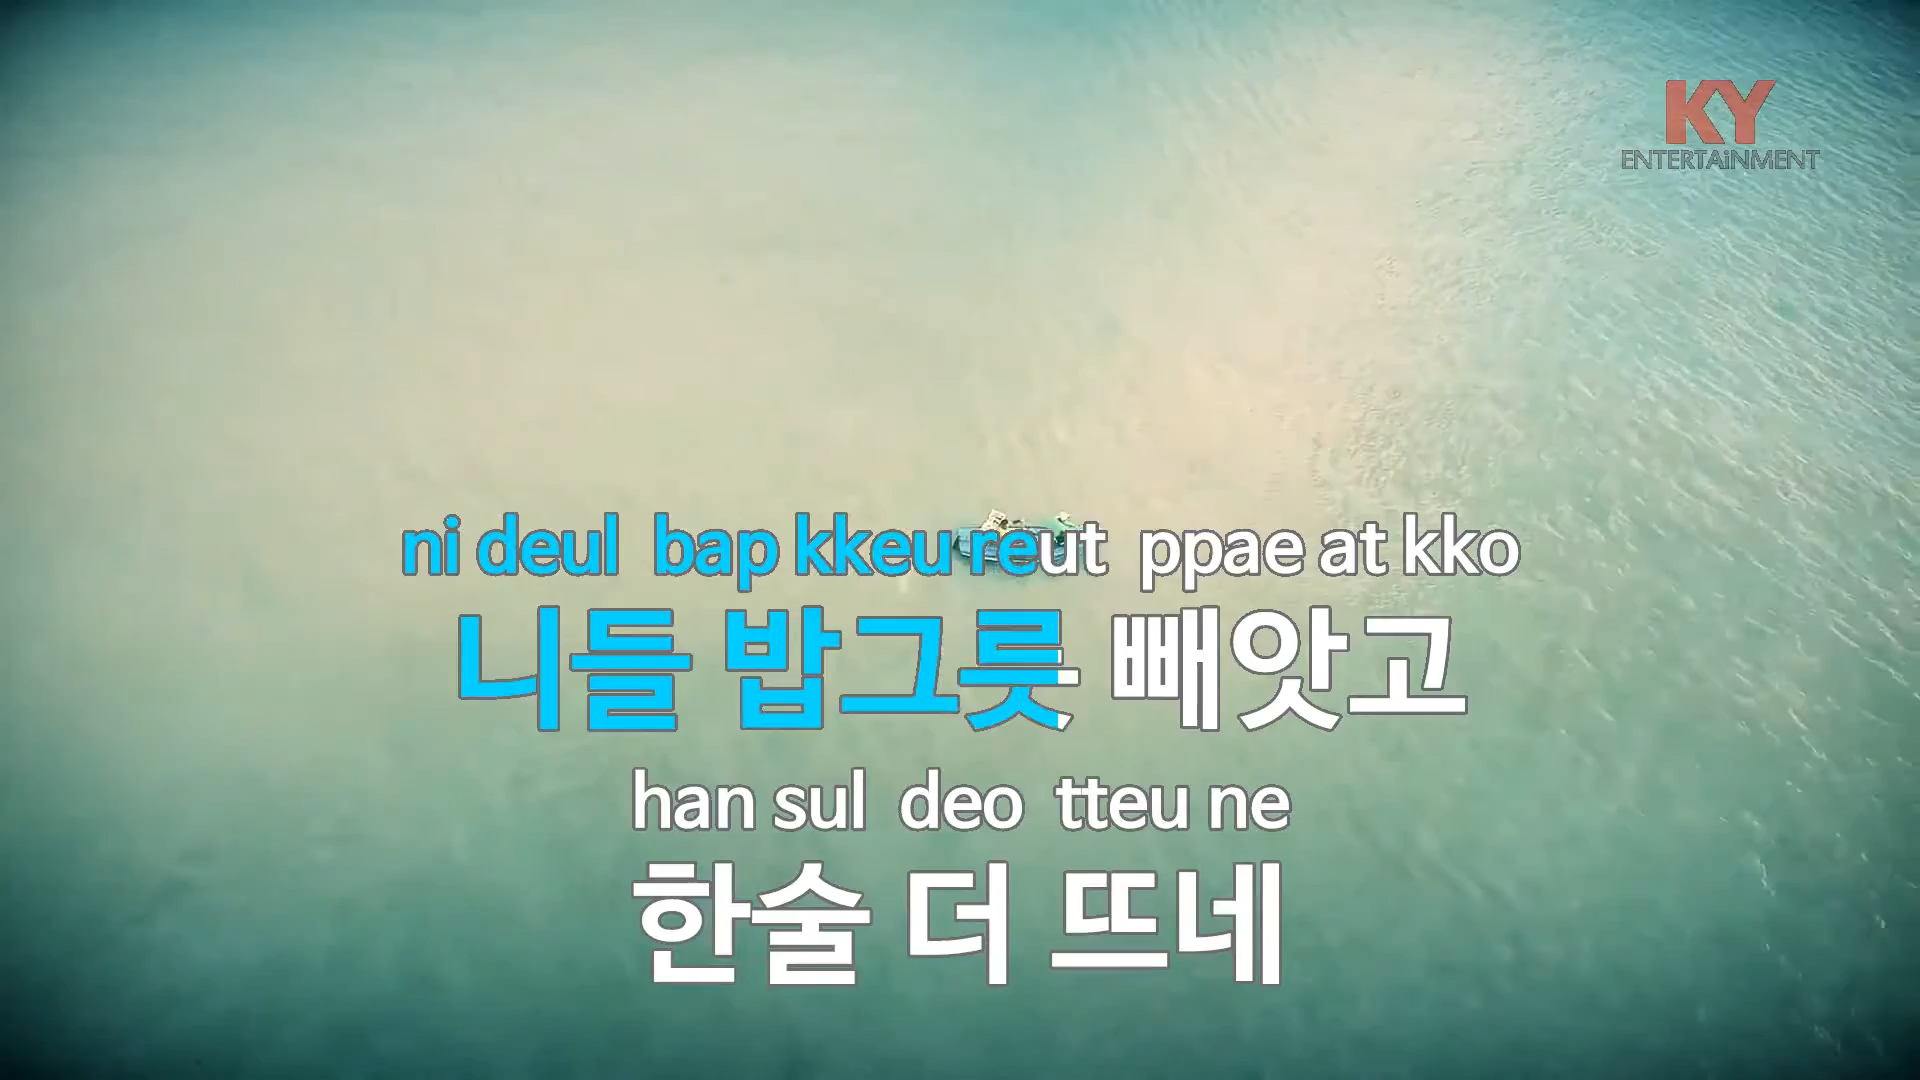 KY
ENTERTAiNMENT
ni deul bap kkeu reut ppae at kko
니들 밥그릇 빼앗고
han sul deo tteu ne
한술 더 뜨네